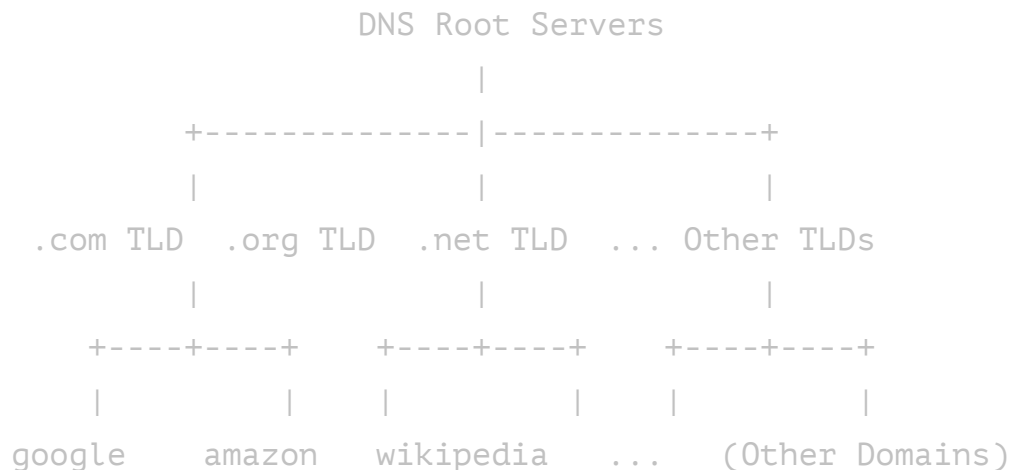 DNS Root Servers
|
+--------------|--------------+
| | |
.com TLD .org TLD .net TLD ... Other TLDs
| | |
+----+----+ +----+----+ +----+----+
| | | | | |
google amazon wikipedia ... (Other Domains)